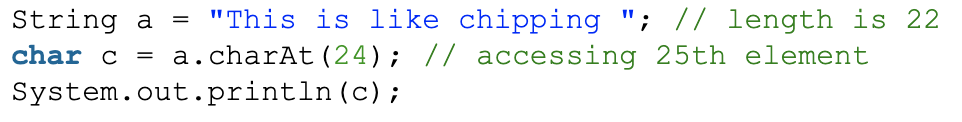 String a = "This is like chipping "; // length is 22
char c = a.charAt(24); // accessing 25th element
System.out.println(c);